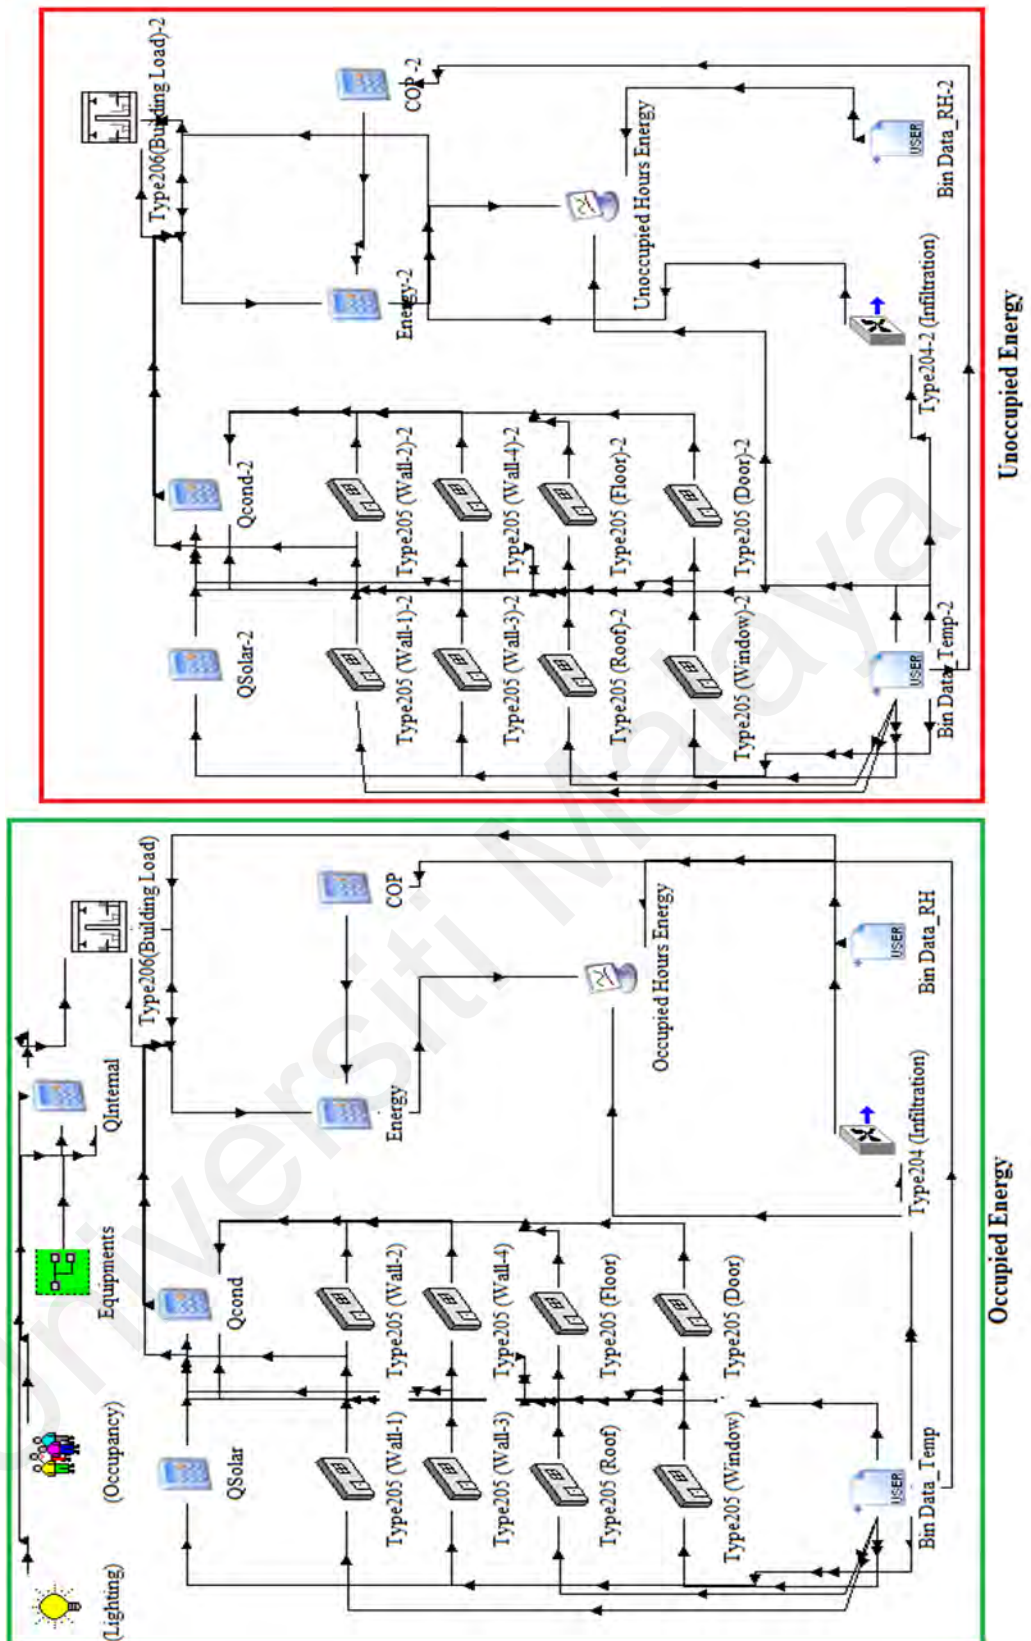 (Lighting)
(Occupancy)
Equipments
QInternal
Type206(Building Load)
QSolar
Qcond
Type205 (Wall-1)
Type205 (Wall-2)
Energy
COP
Type205 (Wall-3)
Type205 (Wall-4)
Type205 (Roof)
Type205 (Floor)
Occupied Hours Energy
Type205 (Window)
Type205 (Door)
USER
Bin Data_Temp
Type204 (Infiltration)
USER
Bin Data_RH
Occupied Energy
Type206(Building Load)-2
QSolar-2
Qcond-2
Type205 (Wall-1)-2
Type205 (Wall-2)-2
Energy-2
COP -2
Type205 (Wall-3)-2
Type205 (Wall-4)-2
Type205 (Roof)-2
Type205 (Floor)-2
Unoccupied Hours Energy
Type205 (Window)-2
Type205 (Door)-2
USER
Bin Data_Temp-2
Type204-2 (Infiltration)
USER
Bin Data_RH-2
Unoccupied Energy
Universiti Malaya